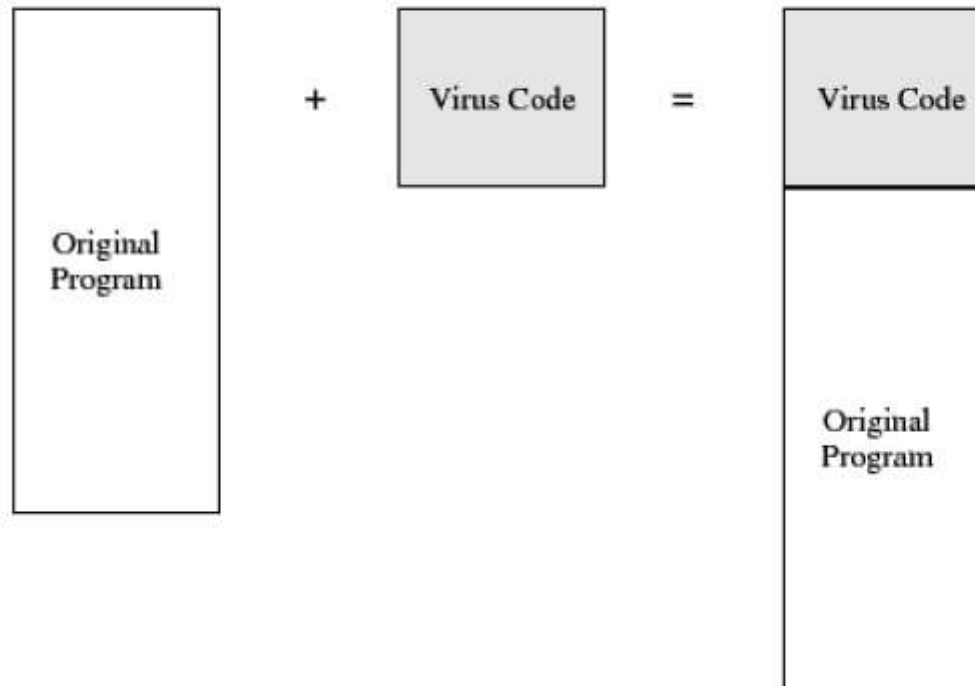 +
Virus Code
=
Virus Code
Original
Program
Original
Program